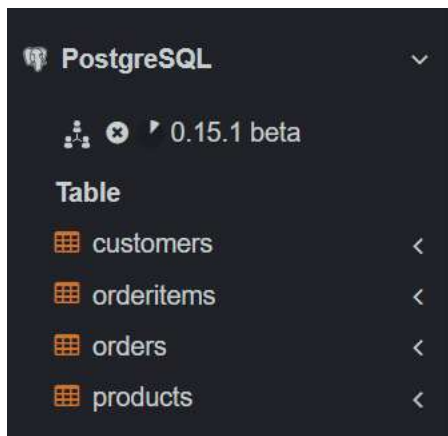 PostgreSQL
0.15.1 beta
Table
customers
orderitems
orders
products